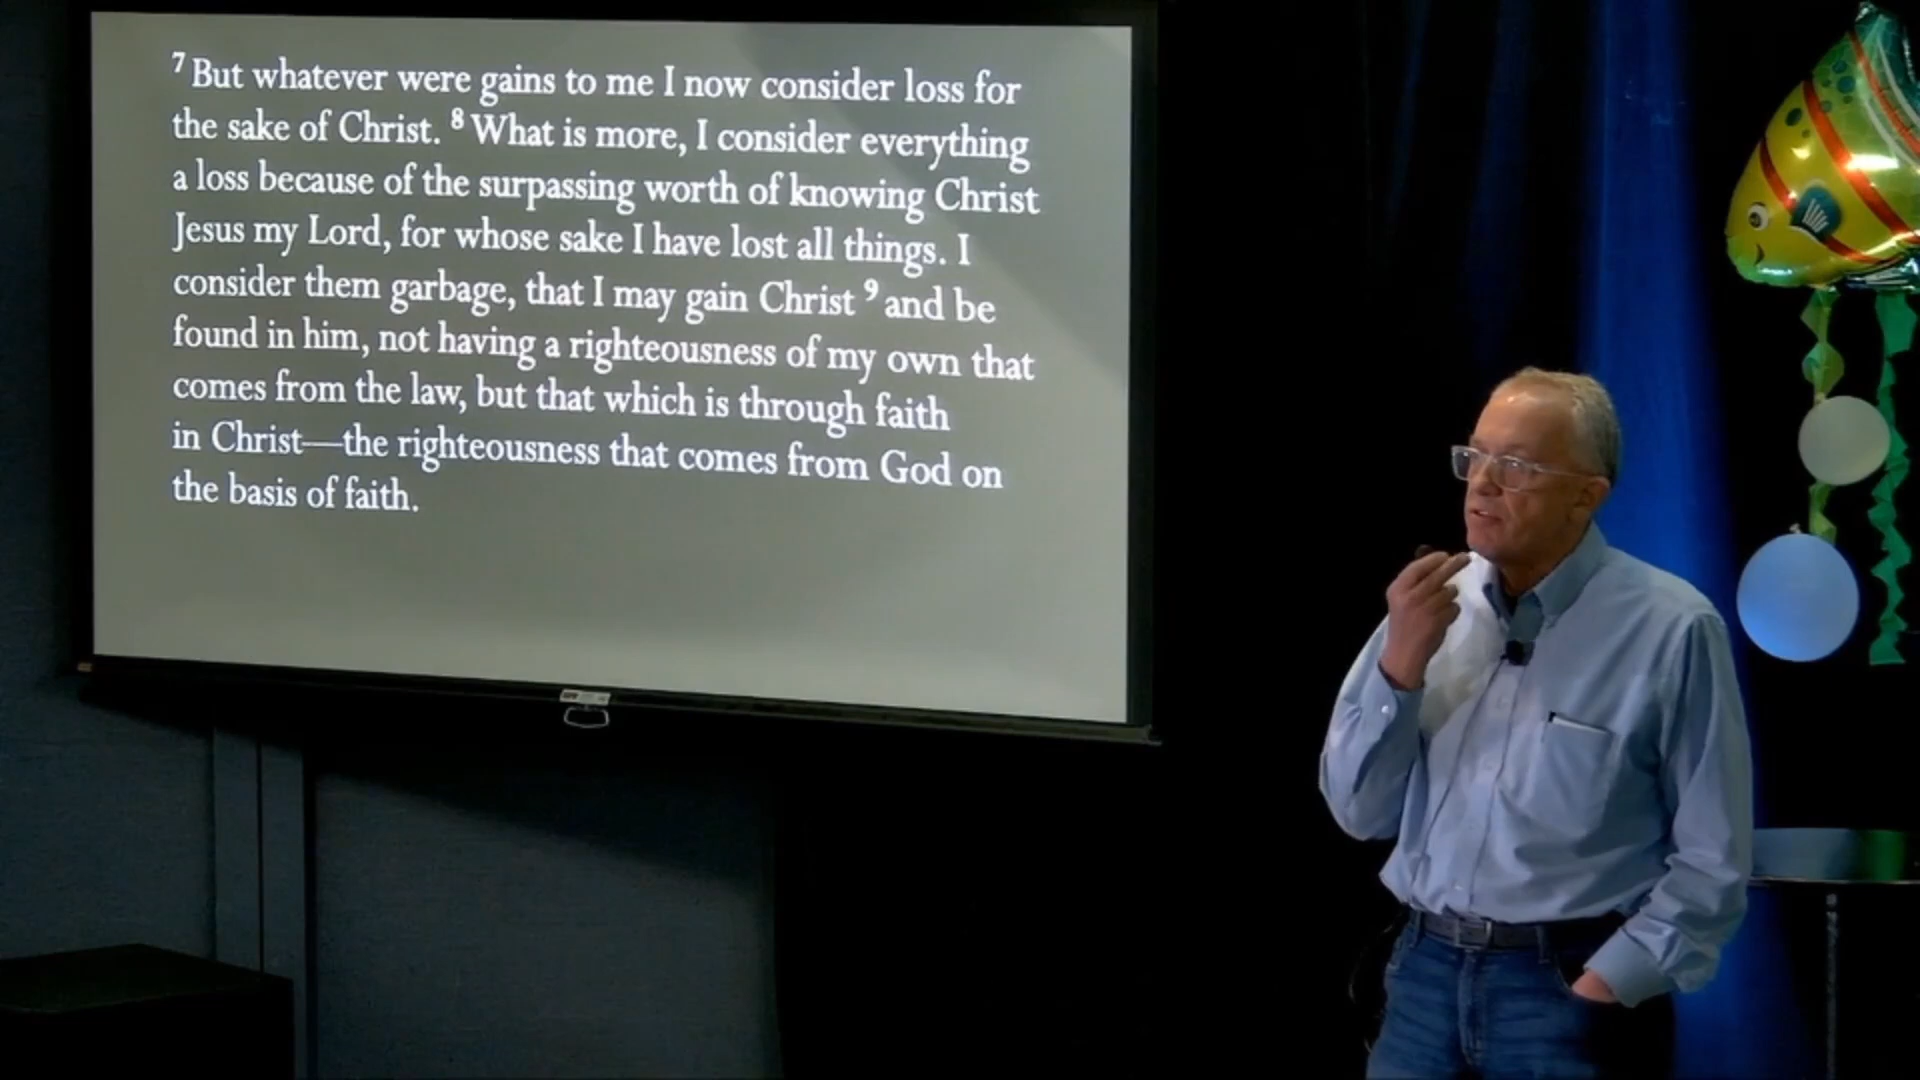 ⁷ But whatever were gains to me I now consider loss for
the sake of Christ. ⁸ What is more, I consider everything
a loss because of the surpassing worth of knowing Christ
Jesus my Lord, for whose sake I have lost all things. I
consider them garbage, that I may gain Christ ⁹ and be
found in him, not having a righteousness of my own that
comes from the law, but that which is through faith
in Christ—the righteousness that comes from God on
the basis of faith.